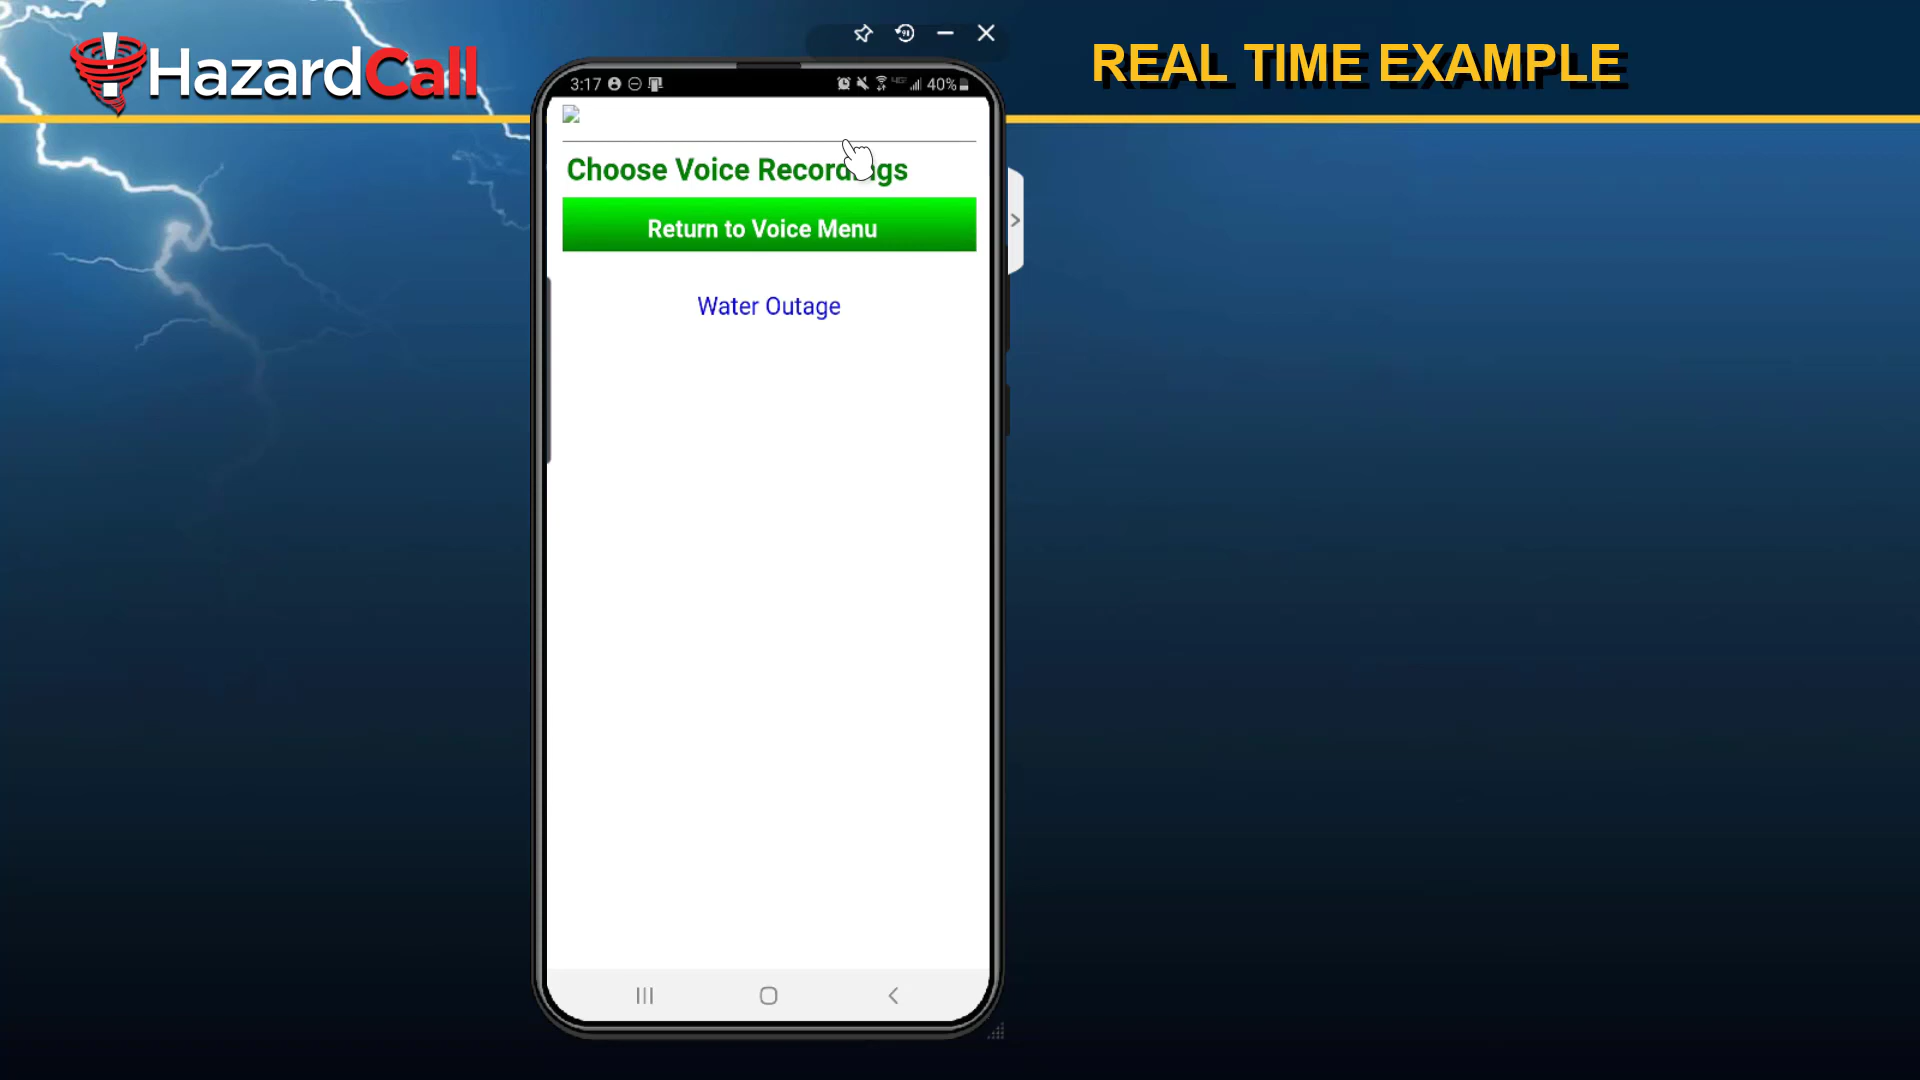 HazardCall
REAL TIME EXAMPLE
3:17
40%
Choose Voice Recordings
Return to Voice Menu
Water Outage